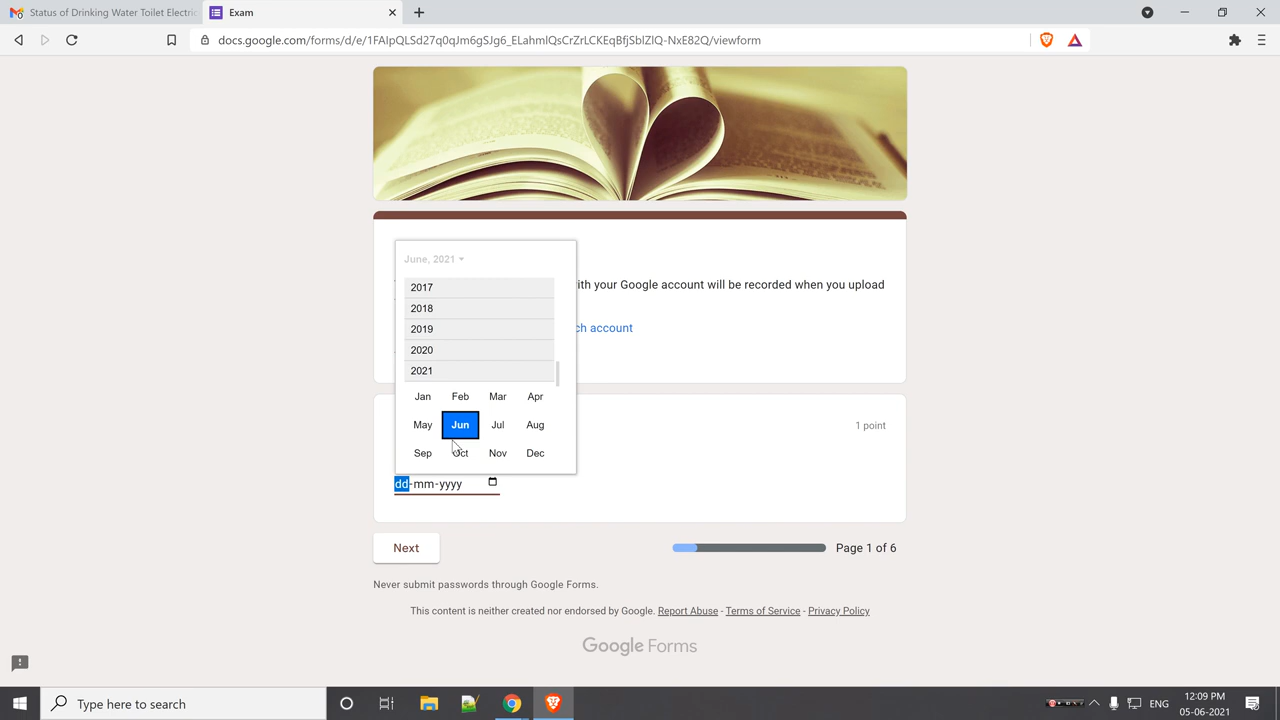 Status of Drinking Water Toilet Electri
Exam
docs.google.com/forms/d/e/1FAIpQLSd27q0qJm6gSJg6_ELahmlQsCrZrLCKEqBfjSblZlQ-NxE82Q/viewform
June, 2021
ith your Google account will be recorded when you upload
2017
2018
2019
2020
2021
ch account
Jan Feb Mar Apr
May Jun Jul Aug
Sep Oct Nov Dec
1 point
dd-mm-yyyy
Next
Page 1 of 6
Never submit passwords through Google Forms.
This content is neither created nor endorsed by Google. Report Abuse - Terms of Service - Privacy Policy
Google Forms
Type here to search
ENG
12:09 PM
05-06-2021